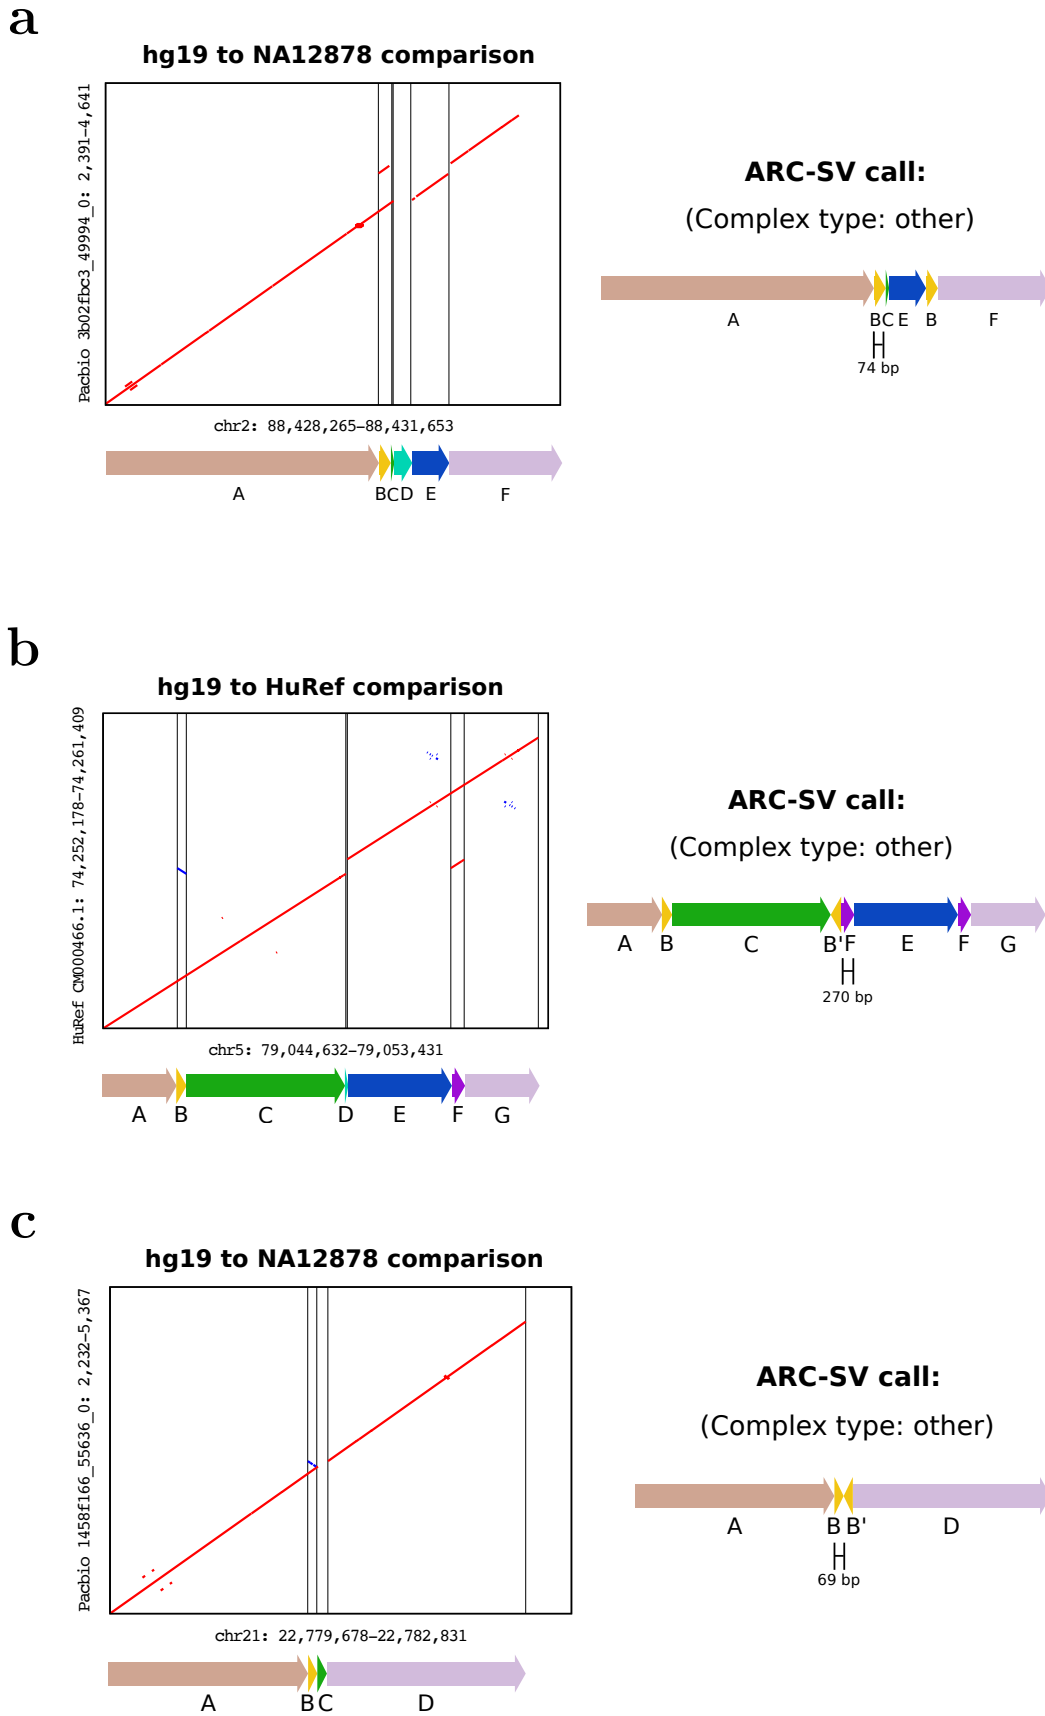 a
hg19 to NA12878 comparison
Pacbio 3b02fbc3_49994_0: 2,391-4,641
chr2: 88,428,265-88,431,653
A B C D E F
ARC-SV call:
(Complex type: other)
A B C E B F
74 bp
b
hg19 to HuRef comparison
HuRef CM000466.1: 74,252,178-74,261,409
chr5: 79,044,632-79,053,431
A B C D E F G
ARC-SV call:
(Complex type: other)
A B C B' F E F G
270 bp
c
hg19 to NA12878 comparison
Pacbio 1458f166_55636_0: 2,232-5,367
chr21: 22,779,678-22,782,831
A B C D
ARC-SV call:
(Complex type: other)
A B B' D
69 bp